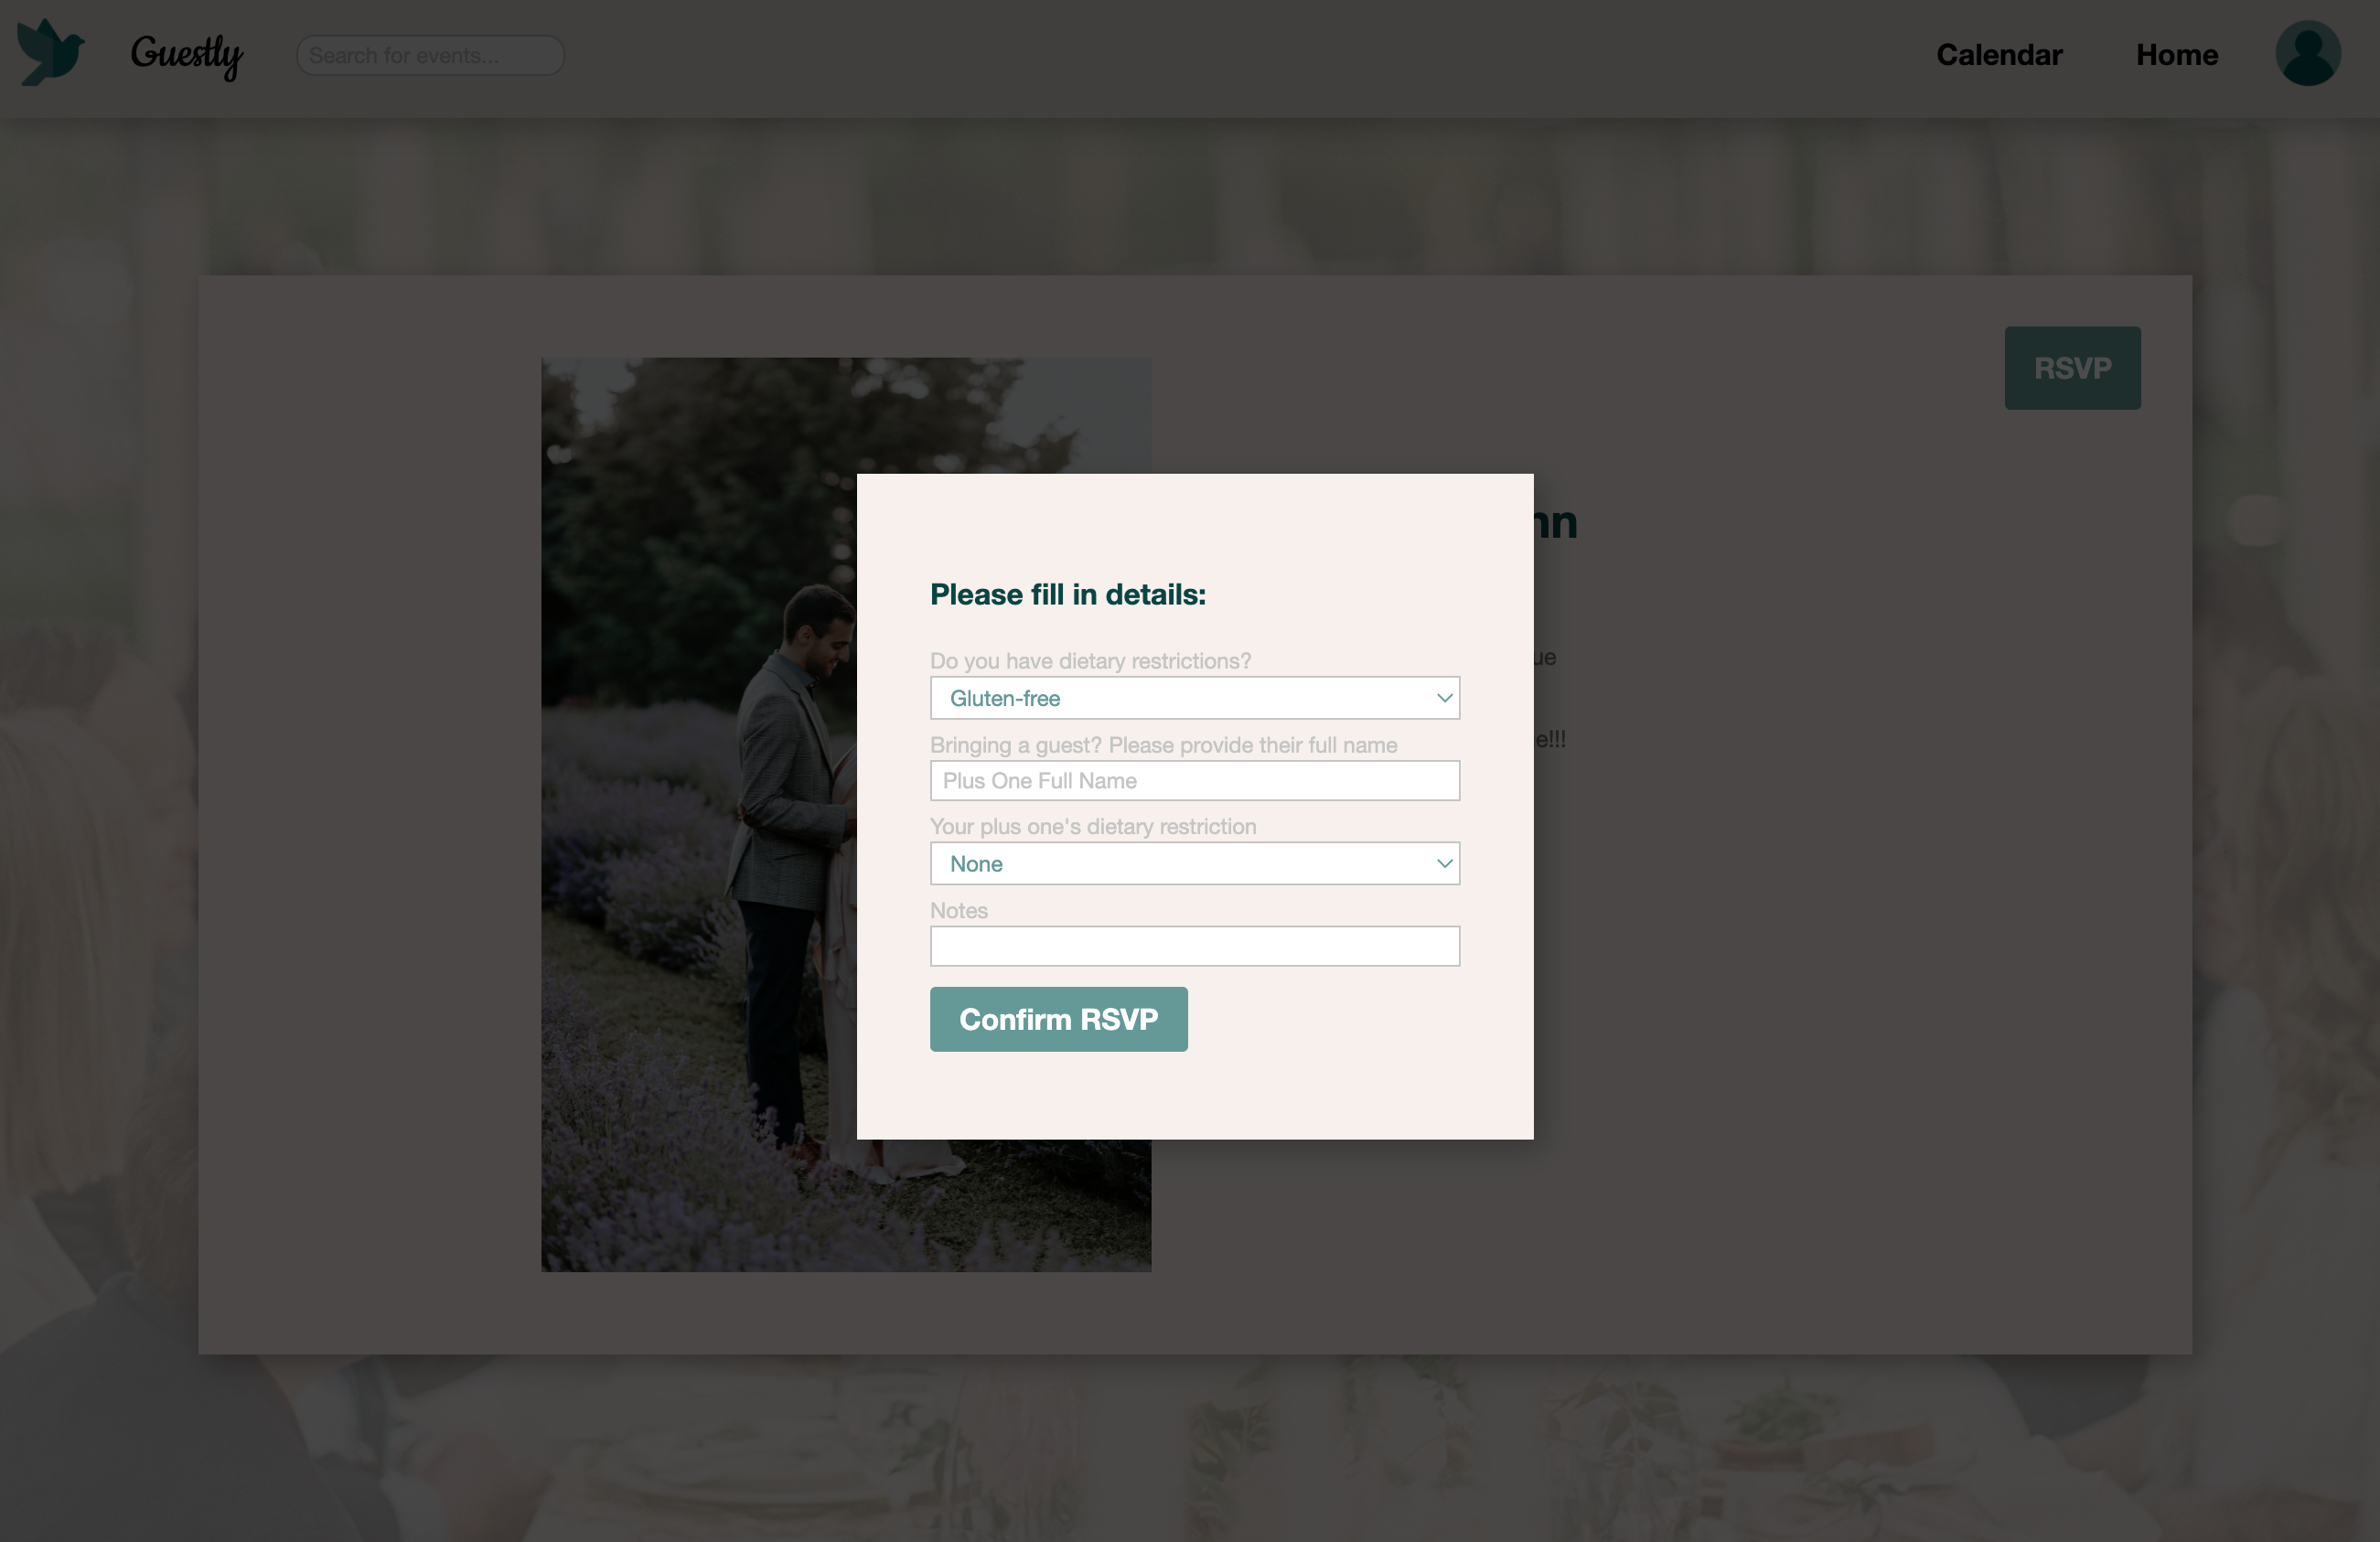 Guestly
Search for events...
Calendar
Home
RSVP
nn
ue
e!!!
Please fill in details:
Do you have dietary restrictions?
Gluten-free
Bringing a guest? Please provide their full name
Plus One Full Name
Your plus one's dietary restriction
None
Notes
Confirm RSVP